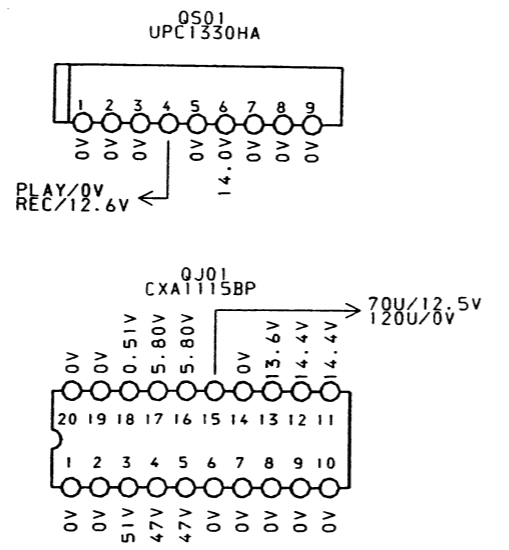 QS01
UPC1330HA
1 2 3 4 5 6 7 8 9
0V 0V 0V 0V 14.0V 0V 0V 0V
PLAY/0V
REC/12.6V
QJ01
CXA1115BP
70U/12.5V
120U/0V
0V 0V 0.51V 5.80V 5.80V 0V 13.6V 14.4V 14.4V
20 19 18 17 16 15 14 13 12 11
1 2 3 4 5 6 7 8 9 10
0V 0V 51V 47V 47V 0V 0V 0V 0V 0V